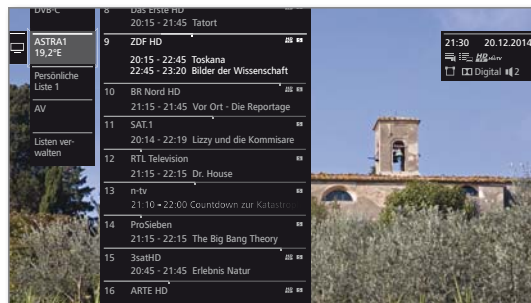 DVB-C
ASTRA1
19,2°E
Persönliche
Liste 1
AV
Listen ver-
walten
8 Das Erste HD
20:15 - 21:45 Tatort
9 ZDF HD
20:15 - 22:45 Toskana
22:45 - 23:20 Bilder der Wissenschaft
10 BR Nord HD
21:15 - 21:45 Vor Ort - Die Reportage
11 SAT.1
20:14 - 22:19 Lizzy und die Kommisare
12 RTL Television
21:15 - 22:15 Dr. House
13 n-tv
21:10 - 22:00 Countdown zur Katastro
14 ProSieben
21:15 - 22:15 The Big Bang Theory
15 3satHD
20:45 - 21:45 Erlebnis Natur
16 ARTE HD
21:30 20.12.2014
Digital 2